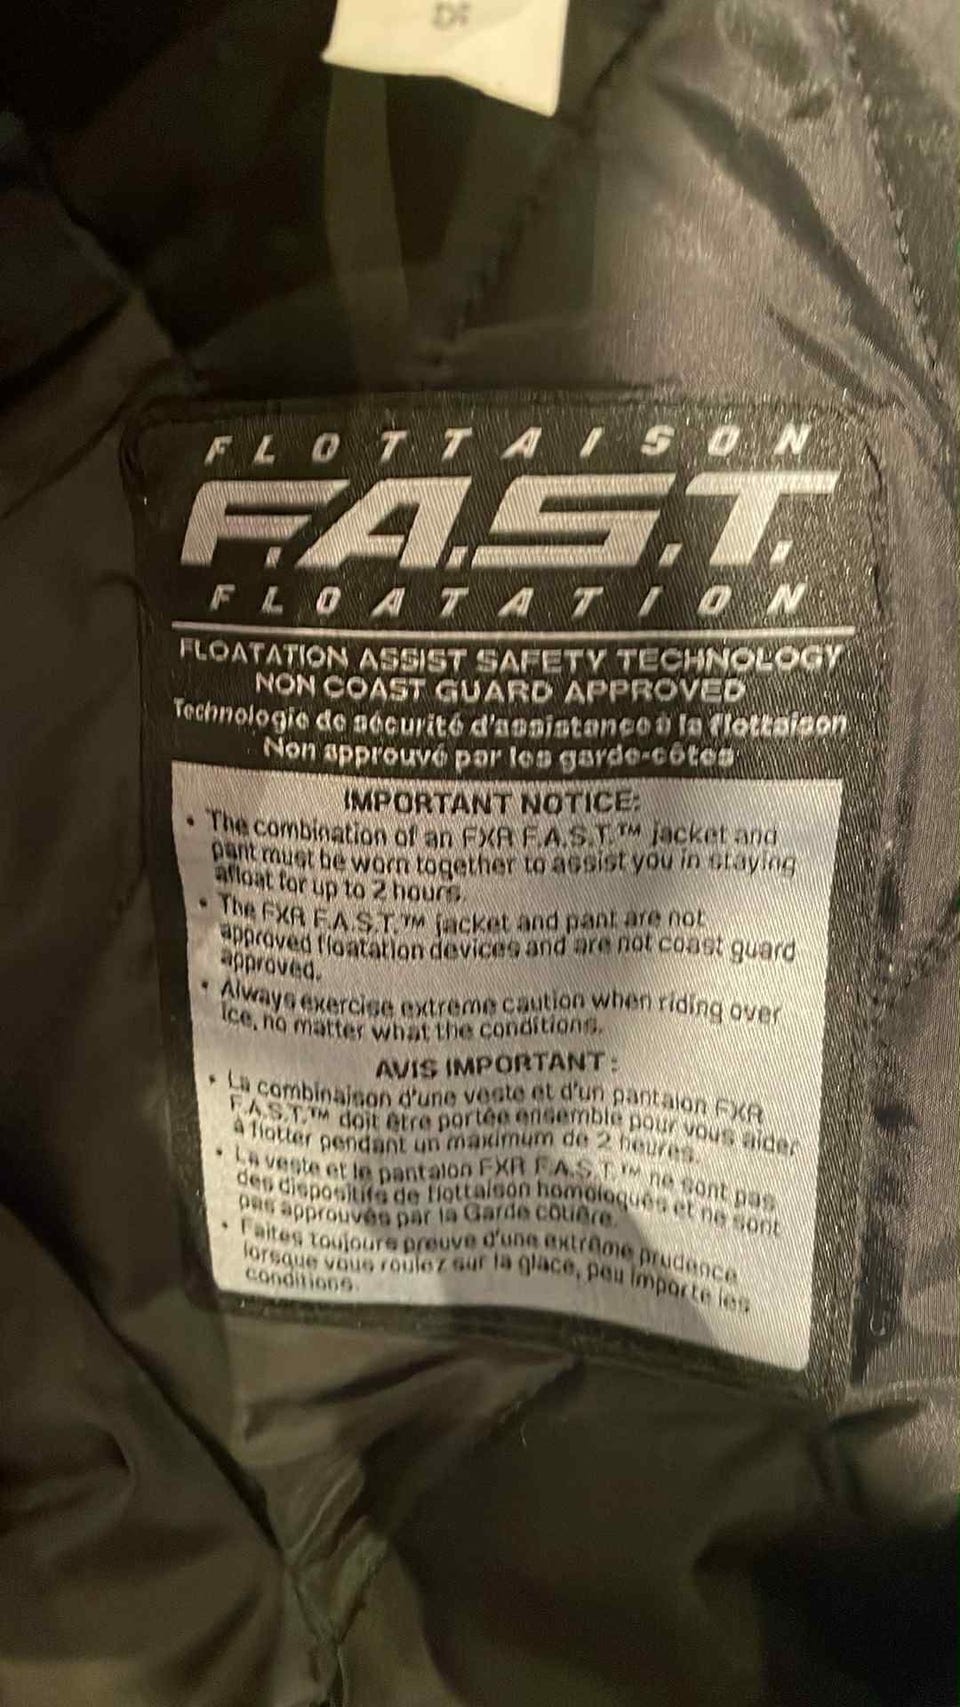 FLOTTAISON
F.A.S.T.
FLOATATION
FLOATATION ASSIST SAFETY TECHNOLOGY
NON COAST GUARD APPROVED
Technologie de sécurité d'assistance à la flottaison
Non approuvé par les garde-côtes
IMPORTANT NOTICE:
• The combination of an FXR F.A.S.T.™ jacket and
pant must be worn together to assist you in staying
afloat for up to 2 hours.
• The FXR F.A.S.T.™ jacket and pant are not
approved floatation devices and are not coast guard
approved.
• Always exercise extreme caution when riding over
ice, no matter what the conditions.
AVIS IMPORTANT:
• La combinaison d'une veste et d'un pantalon FXR
F.A.S.T.™ doit être portée ensemble pour vous aider
à flotter pendant un maximum de 2 heures.
• La veste et le pantalon FXR F.A.S.T.™ ne sont pas
des dispositifs de flottaison homologués et ne sont
pas approuvés par la Garde côtière.
• Faites toujours preuve d'une extrême prudence
lorsque vous roulez sur la glace, peu importe les
conditions.